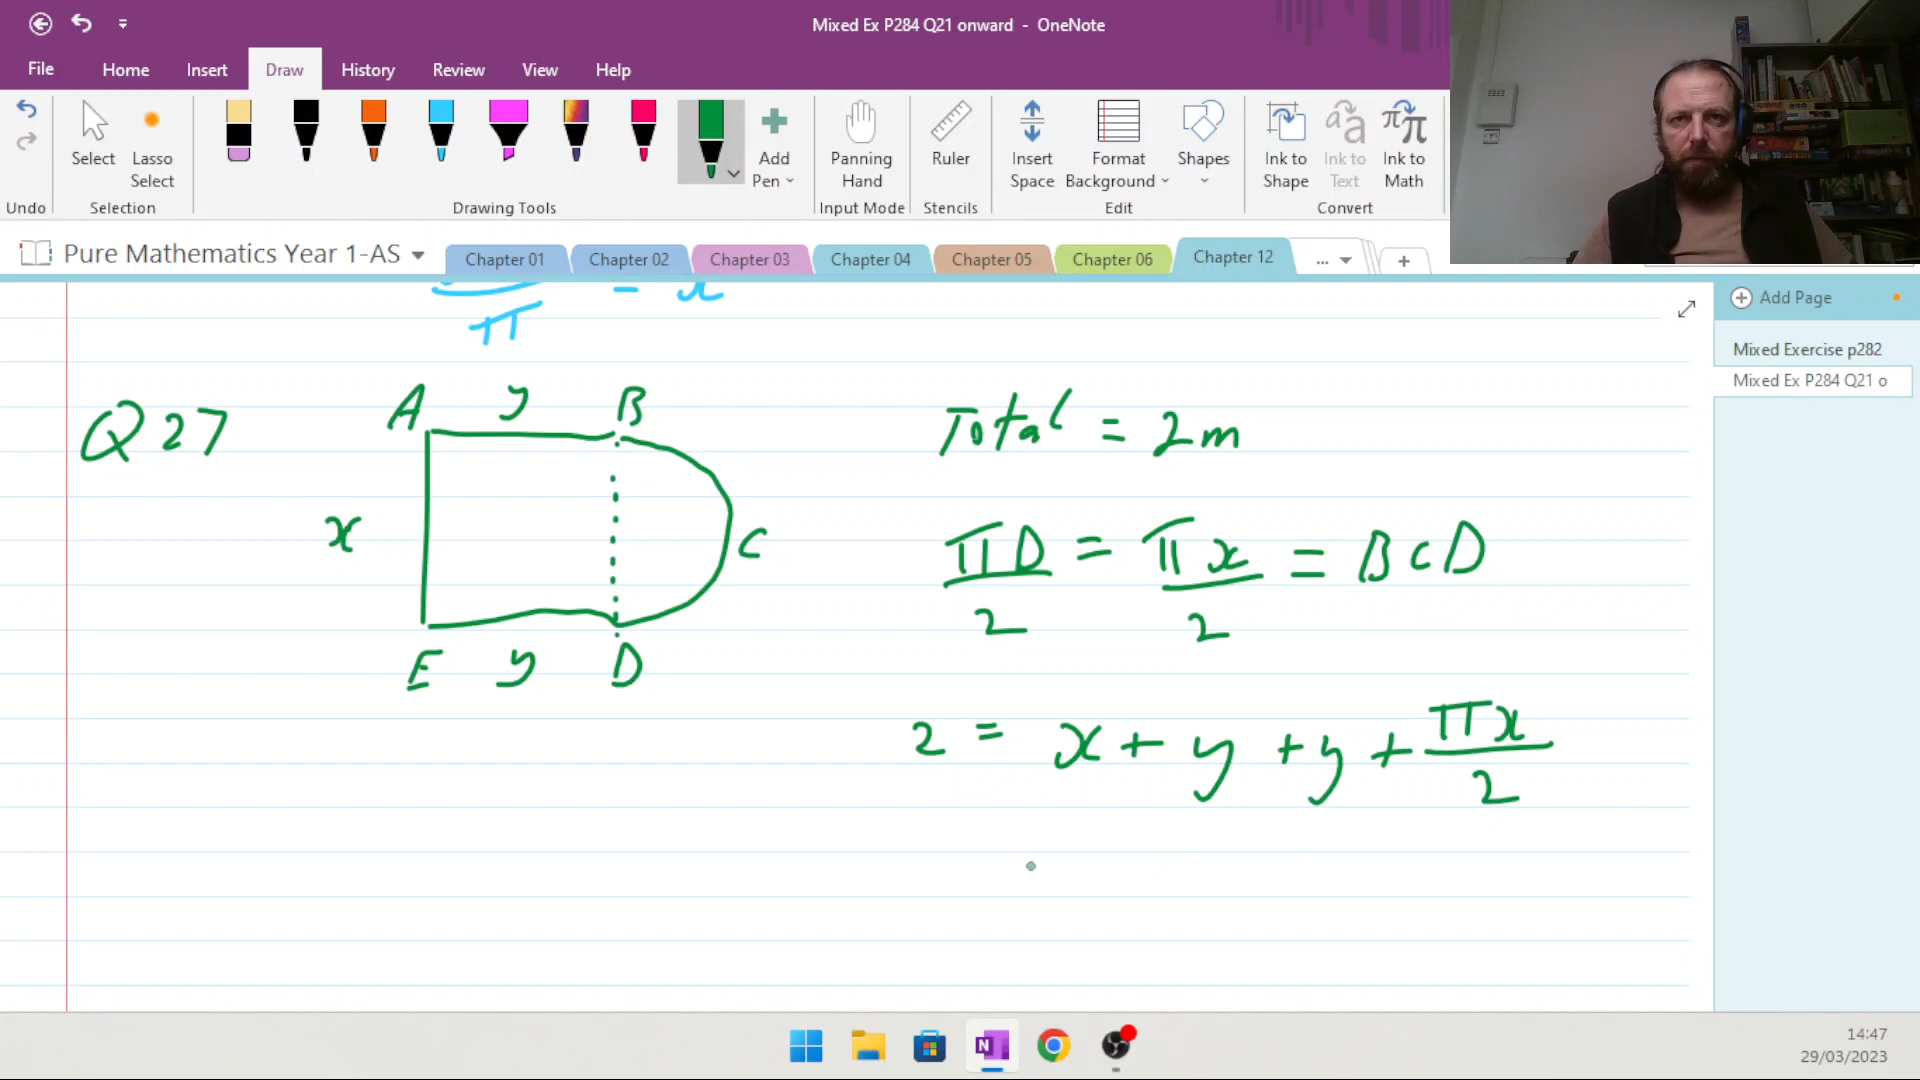 Mixed Ex P284 Q21 onward - OneNote
File Home Insert Draw History Review View Help
Undo
Select
Lasso Select
Selection
Drawing Tools
Add Pen
Panning Hand
Input Mode
Ruler
Stencils
Insert Space
Format Background
Shapes
Edit
Ink to Shape
Ink to Text
Ink to Math
Convert
Pure Mathematics Year 1-AS
Chapter 01 Chapter 02 Chapter 03 Chapter 04 Chapter 05 Chapter 06 Chapter 12 ... +
Add Page
Mixed Exercise p282
Mixed Ex P284 Q21 o
π = x
Q 27
A y B
x
C
E y D
Total = 2m
πD/2 = πx/2 = BCD
2 = x + y + y + πx/2
14:47
29/03/2023